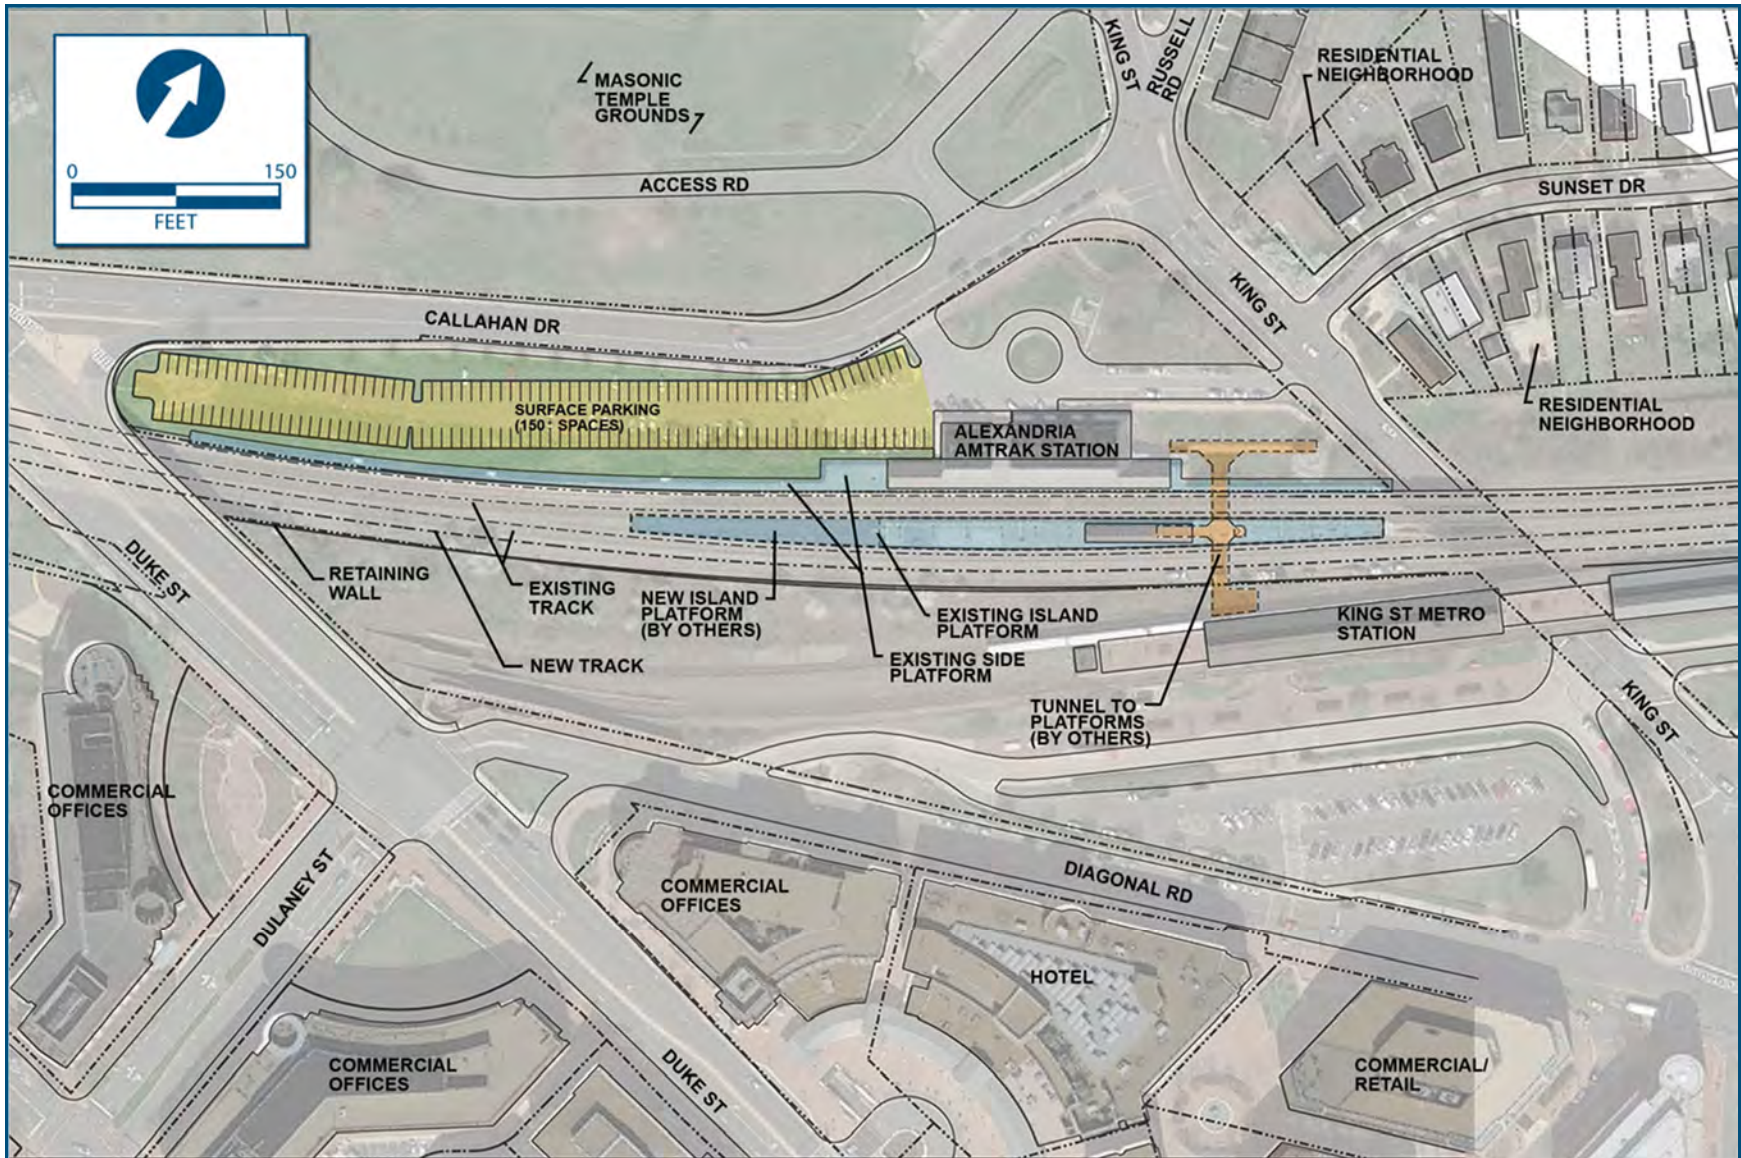 KING ST
RUSSELL
RD
RESIDENTIAL
NEIGHBORHOOD
MASONIC
TEMPLE
GROUNDS
0 150
FEET
ACCESS RD
SUNSET DR
KING ST
CALLAHAN DR
SURFACE PARKING
(150± SPACES)
ALEXANDRIA
AMTRAK STATION
RESIDENTIAL
NEIGHBORHOOD
DUKE ST
RETAINING
WALL
EXISTING
TRACK
NEW ISLAND
PLATFORM
(BY OTHERS)
EXISTING ISLAND
PLATFORM
KING ST METRO
STATION
NEW TRACK
EXISTING SIDE
PLATFORM
TUNNEL TO
PLATFORMS
(BY OTHERS)
KING ST
COMMERCIAL
OFFICES
DULANEY ST
COMMERCIAL
OFFICES
DIAGONAL RD
HOTEL
COMMERCIAL
OFFICES
DUKE ST
COMMERCIAL/
RETAIL